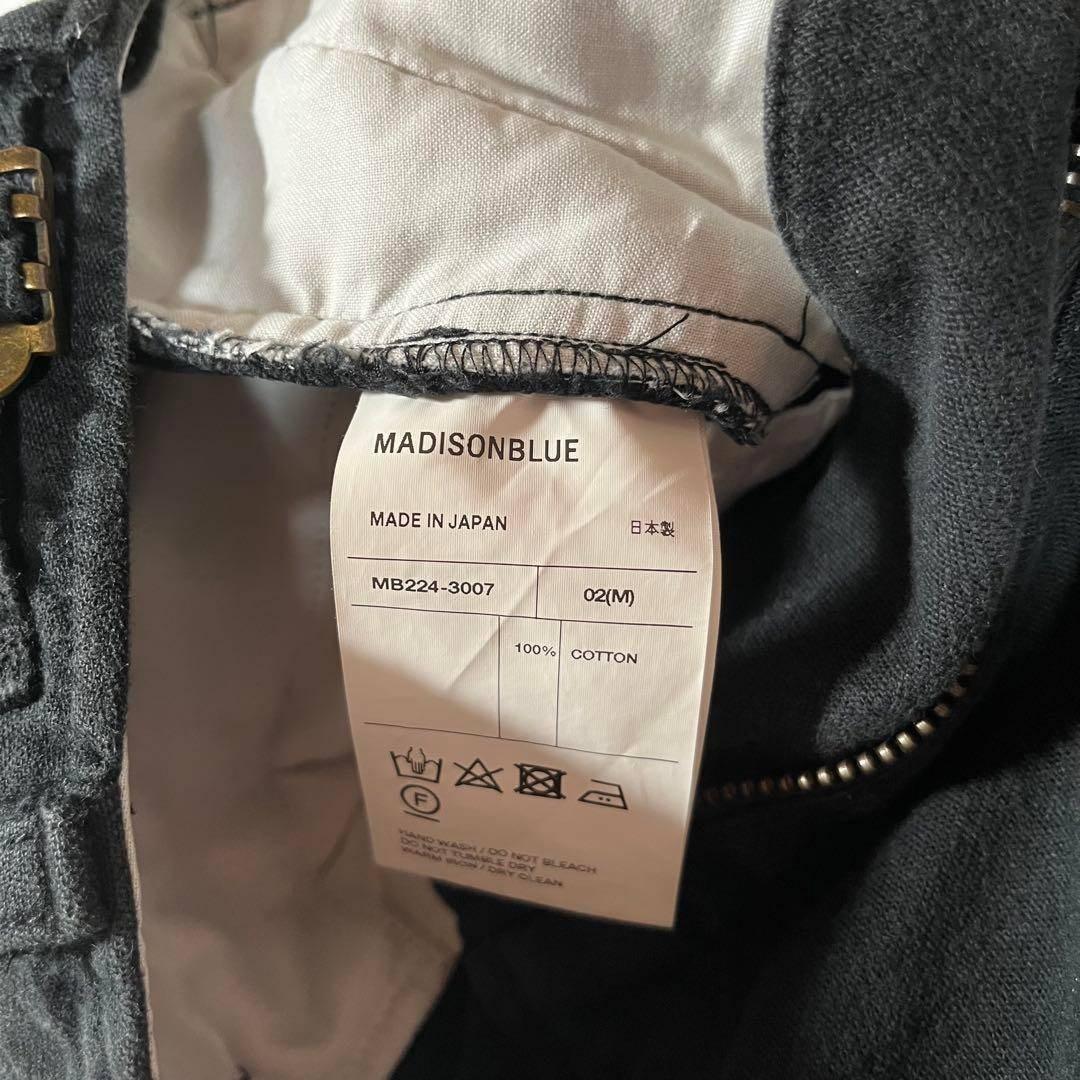 MADISONBLUE
MADE IN JAPAN 日本製
MB224-3007 02(M)
100% COTTON
F
HAND WASH / DO NOT BLEACH
DO NOT TUMBLE DRY
WARM IRON / DRY CLEAN